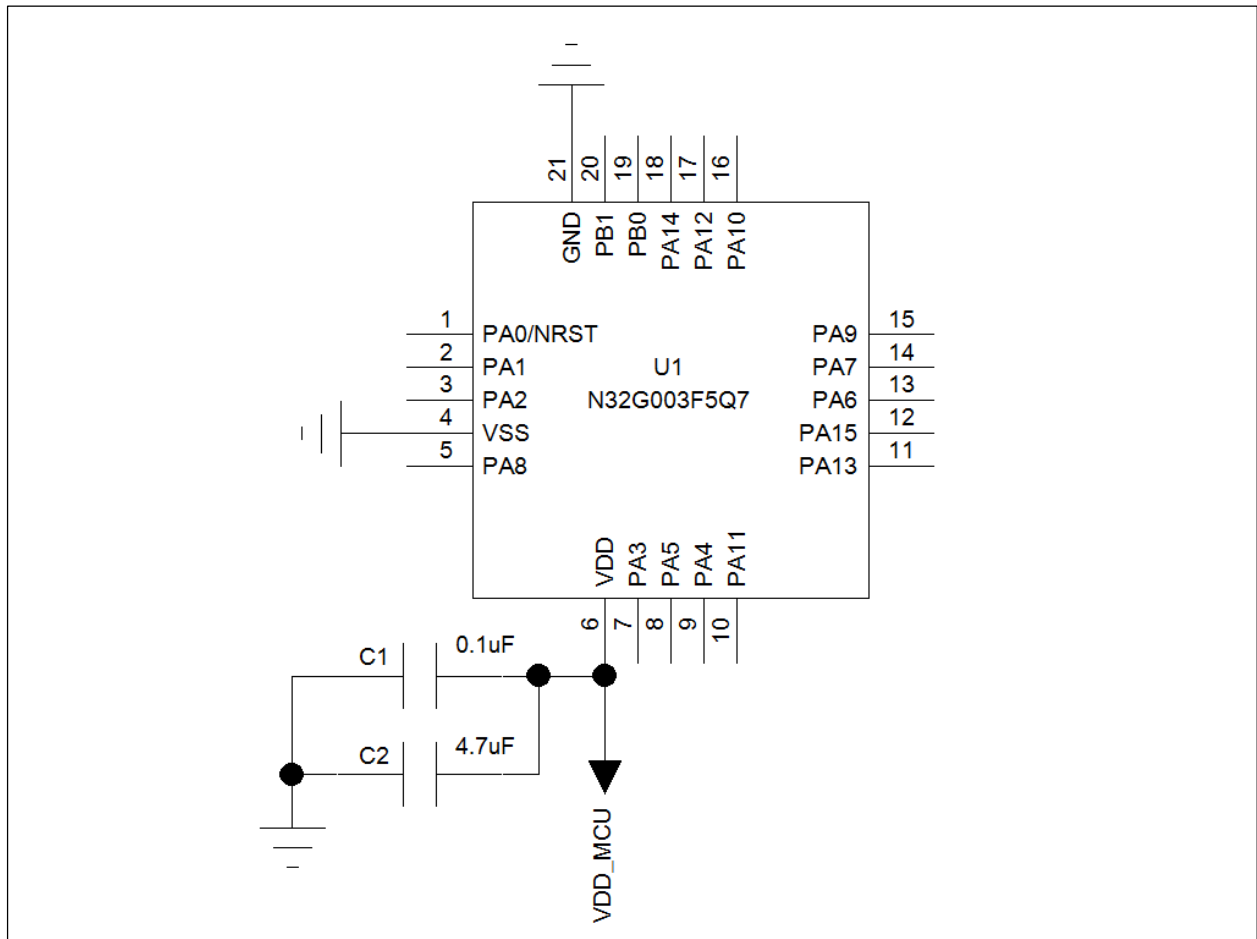 21
20
19
18
17
16
GND
PB1
PB0
PA14
PA12
PA10
1
PA0/NRST
2
PA1
3
PA2
4
VSS
5
PA8
U1
N32G003F5Q7
PA9
15
PA7
14
PA6
13
PA15
12
PA13
11
VDD
PA3
PA5
PA4
PA11
6
7
8
9
10
C1
0.1uF
C2
4.7uF
VDD_MCU